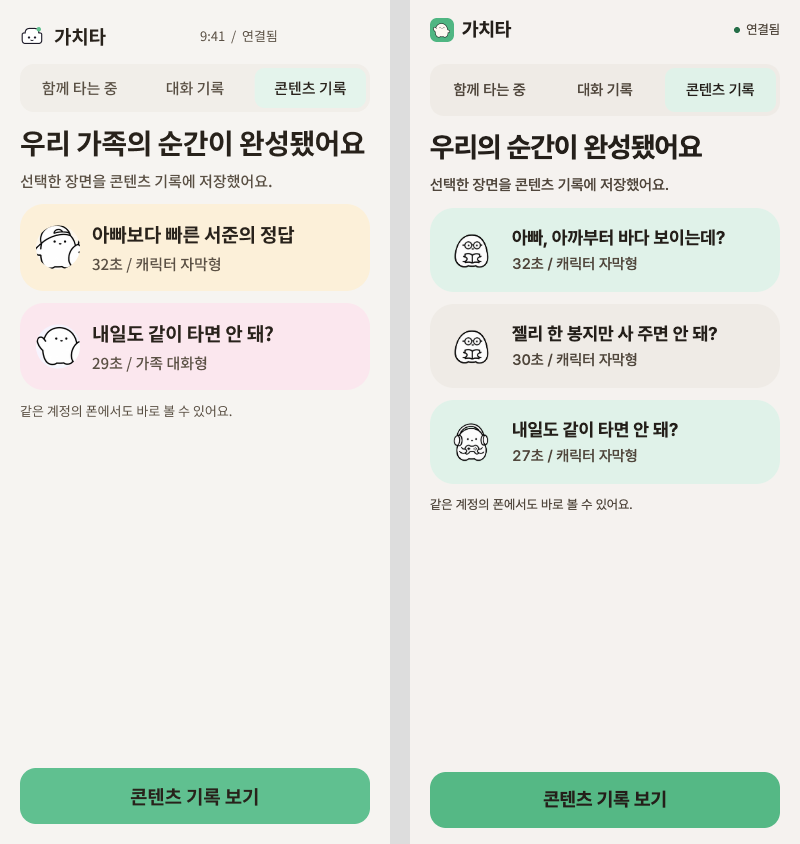 가치타
9:41 / 연결됨
함께 타는 중
대화 기록
콘텐츠 기록
우리 가족의 순간이 완성됐어요
선택한 장면을 콘텐츠 기록에 저장했어요.
아빠보다 빠른 서준의 정답
32초 / 캐릭터 자막형
내일도 같이 타면 안 돼?
29초 / 가족 대화형
같은 계정의 폰에서도 바로 볼 수 있어요.
콘텐츠 기록 보기
가치타
연결됨
함께 타는 중
대화 기록
콘텐츠 기록
우리의 순간이 완성됐어요
선택한 장면을 콘텐츠 기록에 저장했어요.
아빠, 아까부터 바다 보이는데?
32초 / 캐릭터 자막형
젤리 한 봉지만 사 주면 안 돼?
30초 / 캐릭터 자막형
내일도 같이 타면 안 돼?
27초 / 캐릭터 자막형
같은 계정의 폰에서도 바로 볼 수 있어요.
콘텐츠 기록 보기